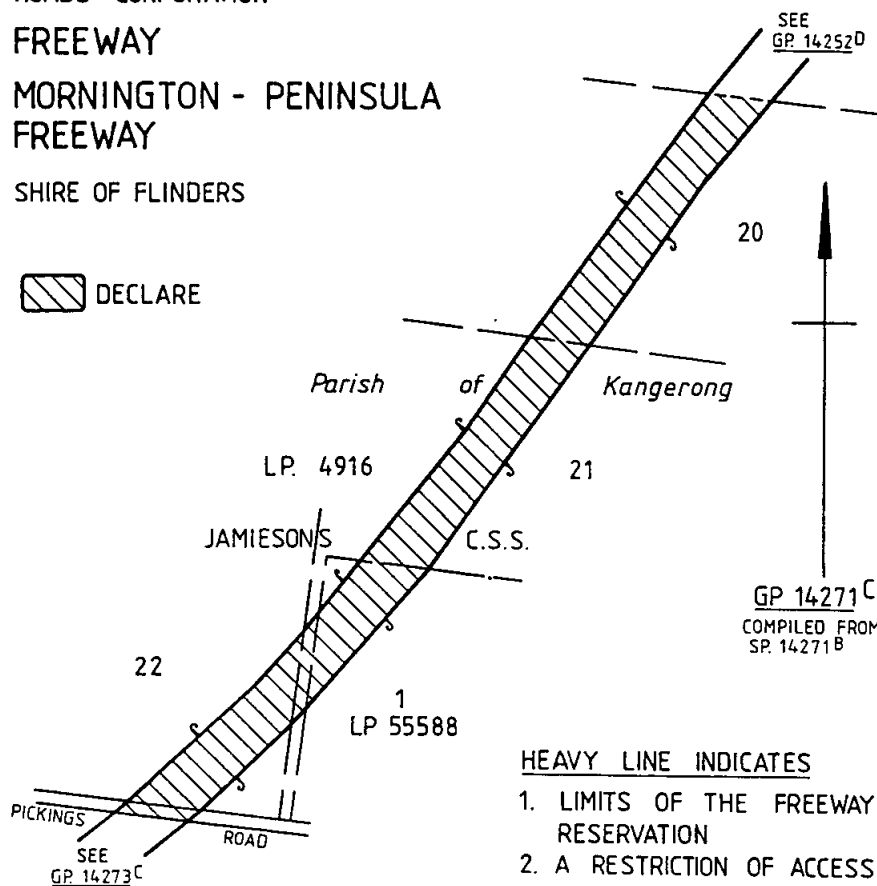 FREEWAY
MORNINGTON - PENINSULA
FREEWAY
SHIRE OF FLINDERS
DECLARE
SEE
GP. 14252D
20
Parish of Kangerong
LP. 4916
21
JAMIESON'S C.S.S.
GP 14271C
COMPILED FROM
SP. 14271B
22
1
LP 55588
PICKINGS ROAD
SEE
GP. 14273C
HEAVY LINE INDICATES
1. LIMITS OF THE FREEWAY
RESERVATION
2. A RESTRICTION OF ACCESS